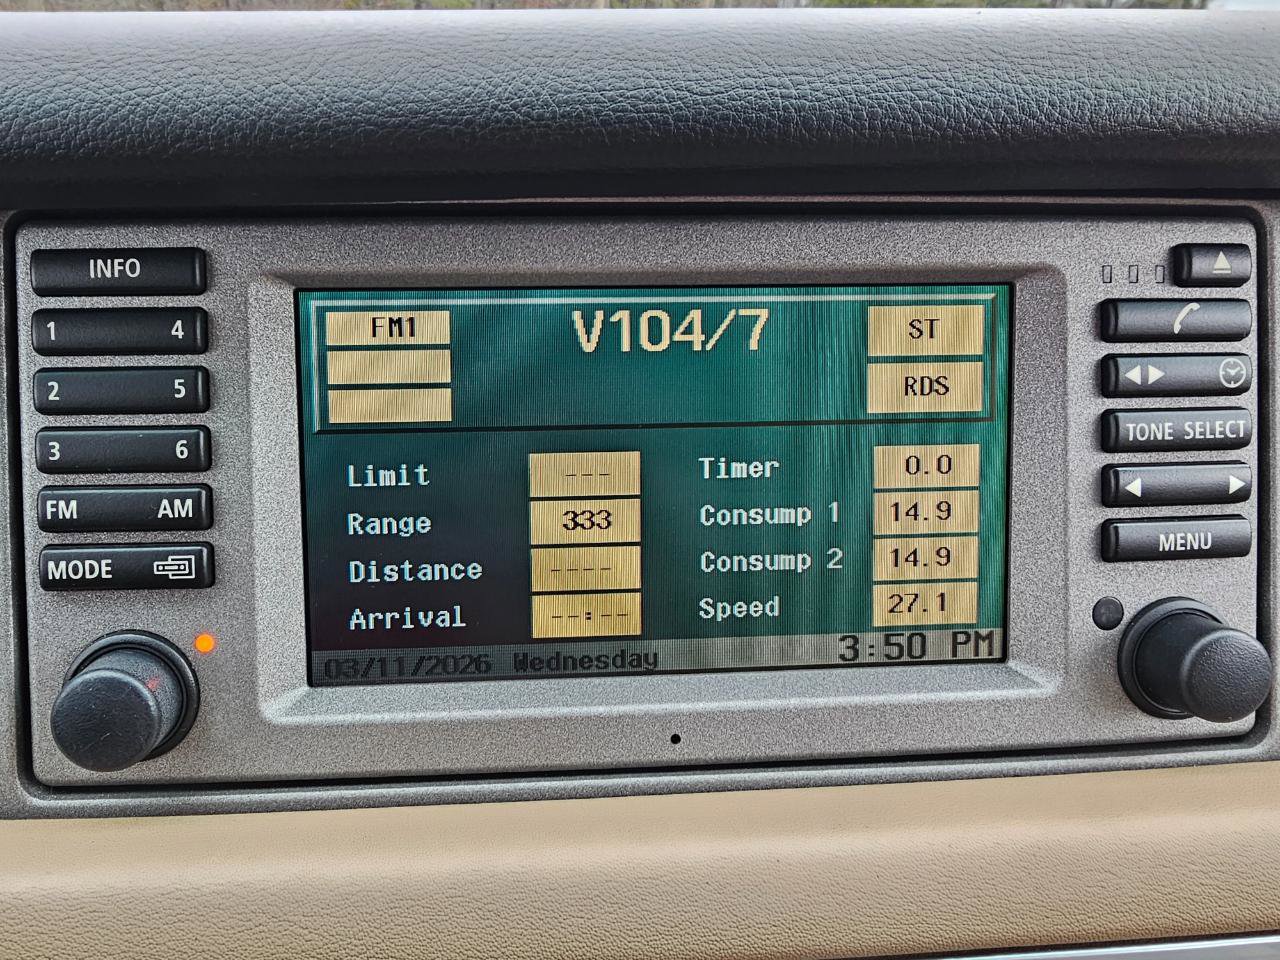 INFO
1 4
2 5
3 6
FM AM
MODE
FM1
V104/7
ST
RDS
Limit ---
Range 333
Distance ----
Arrival --:--
Timer 0.0
Consump 1 14.9
Consump 2 14.9
Speed 27.1
03/11/2026 Wednesday 3:50 PM
TONE SELECT
MENU